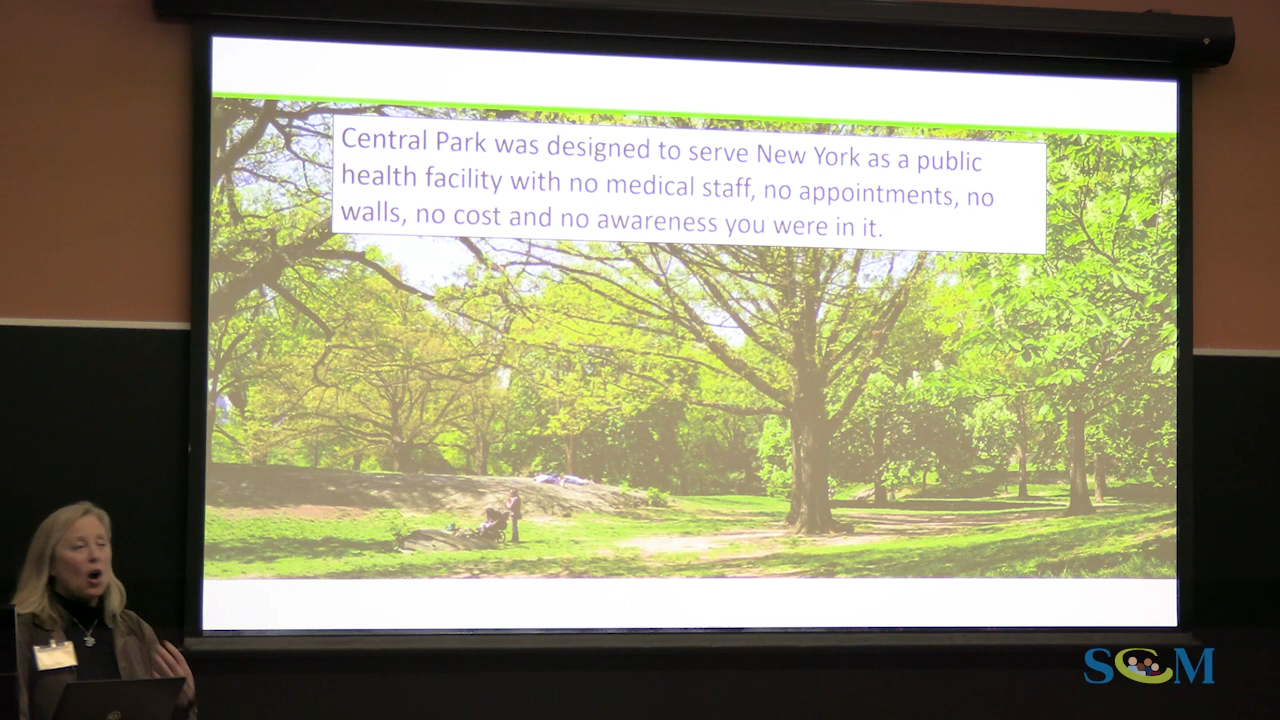 Central Park was designed to serve New York as a public
health facility with no medical staff, no appointments, no
walls, no cost and no awareness you were in it.
SCM